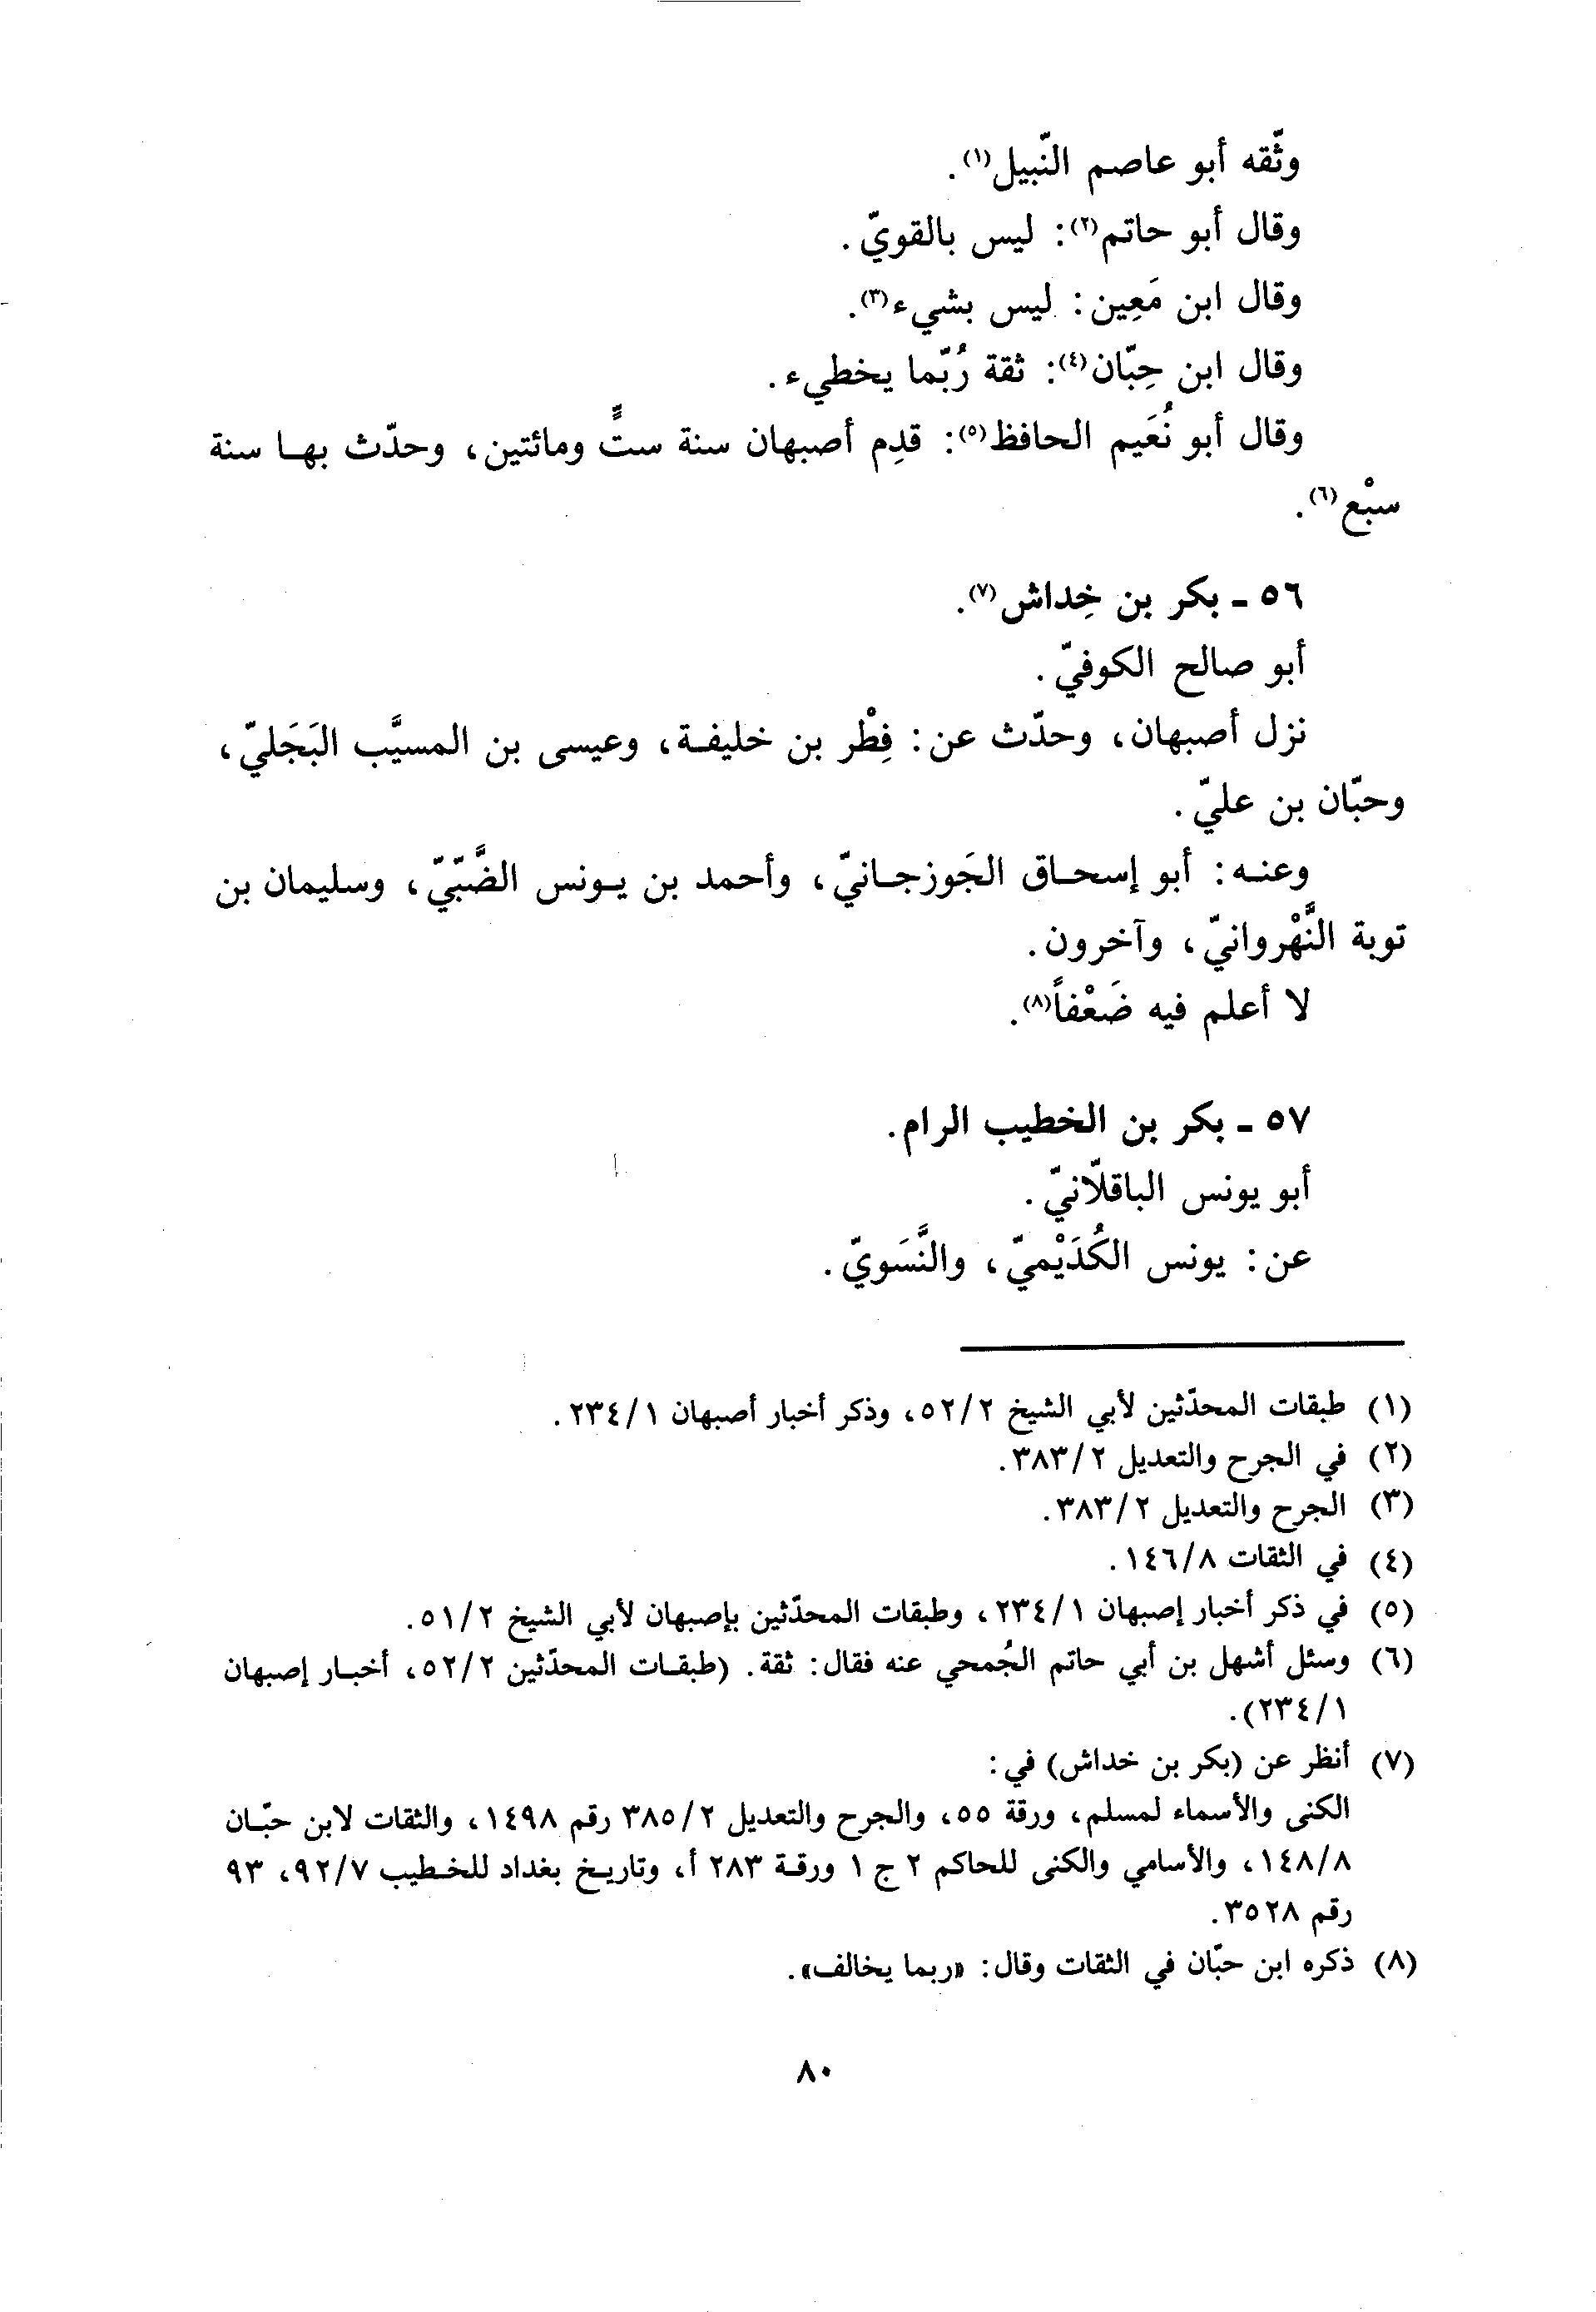 وثّقه أبو عاصم النّبيل(١).
وقال أبو حاتم(٢): ليس بالقويّ.
وقال ابن مَعِين: ليس بشيء(٣).
وقال ابن حِبّان(٤): ثقة رُبّما يخطيء.
وقال أبو نُعَيم الحافظ(٥): قدِم أصبهان سنة ستٍّ ومائتين، وحدّث بها سنة
سبْع(٦).
٥٦ - بكر بن خِداش(٧).
أبو صالح الكوفيّ.
نزل أصبهان، وحدّث عن: فِطْر بن خليفة، وعيسى بن المسيَّب البَجَليّ،
وحبّان بن عليّ.
وعنه: أبو إسحاق الجَوزجانيّ، وأحمد بن يونس الضَّبّيّ، وسليمان بن
توبة النَّهْروانيّ، وآخرون.
لا أعلم فيه ضَعْفاً(٨).
٥٧ - بكر بن الخطيب الرام.
أبو يونس الباقلّانيّ.
عن: يونس الكُدَيْميّ، والنَّسَويّ.
(١) طبقات المحدّثين لأبي الشيخ ٥٢/٢، وذكر أخبار أصبهان ٢٣٤/١.
(٢) في الجرح والتعديل ٣٨٣/٢.
(٣) الجرح والتعديل ٣٨٣/٢.
(٤) في الثقات ١٤٦/٨.
(٥) في ذكر أخبار إصبهان ٢٣٤/١، وطبقات المحدّثين بإصبهان لأبي الشيخ ٥١/٢.
(٦) وسئل أشهل بن أبي حاتم الجُمحي عنه فقال: ثقة. (طبقات المحدّثين ٥٢/٢، أخبار إصبهان
٢٣٤/١).
(٧) أنظر عن (بكر بن خداش) في:
الكنى والأسماء لمسلم، ورقة ٥٥، والجرح والتعديل ٣٨٥/٢ رقم ١٤٩٨، والثقات لابن حبّان
١٤٨/٨، والأسامي والكنى للحاكم ٢ ج ١ ورقة ٢٨٣ أ، وتاريخ بغداد للخطيب ٩٢/٧، ٩٣
رقم ٣٥٢٨.
(٨) ذكره ابن حبّان في الثقات وقال: «ربما يخالف».
٨٠